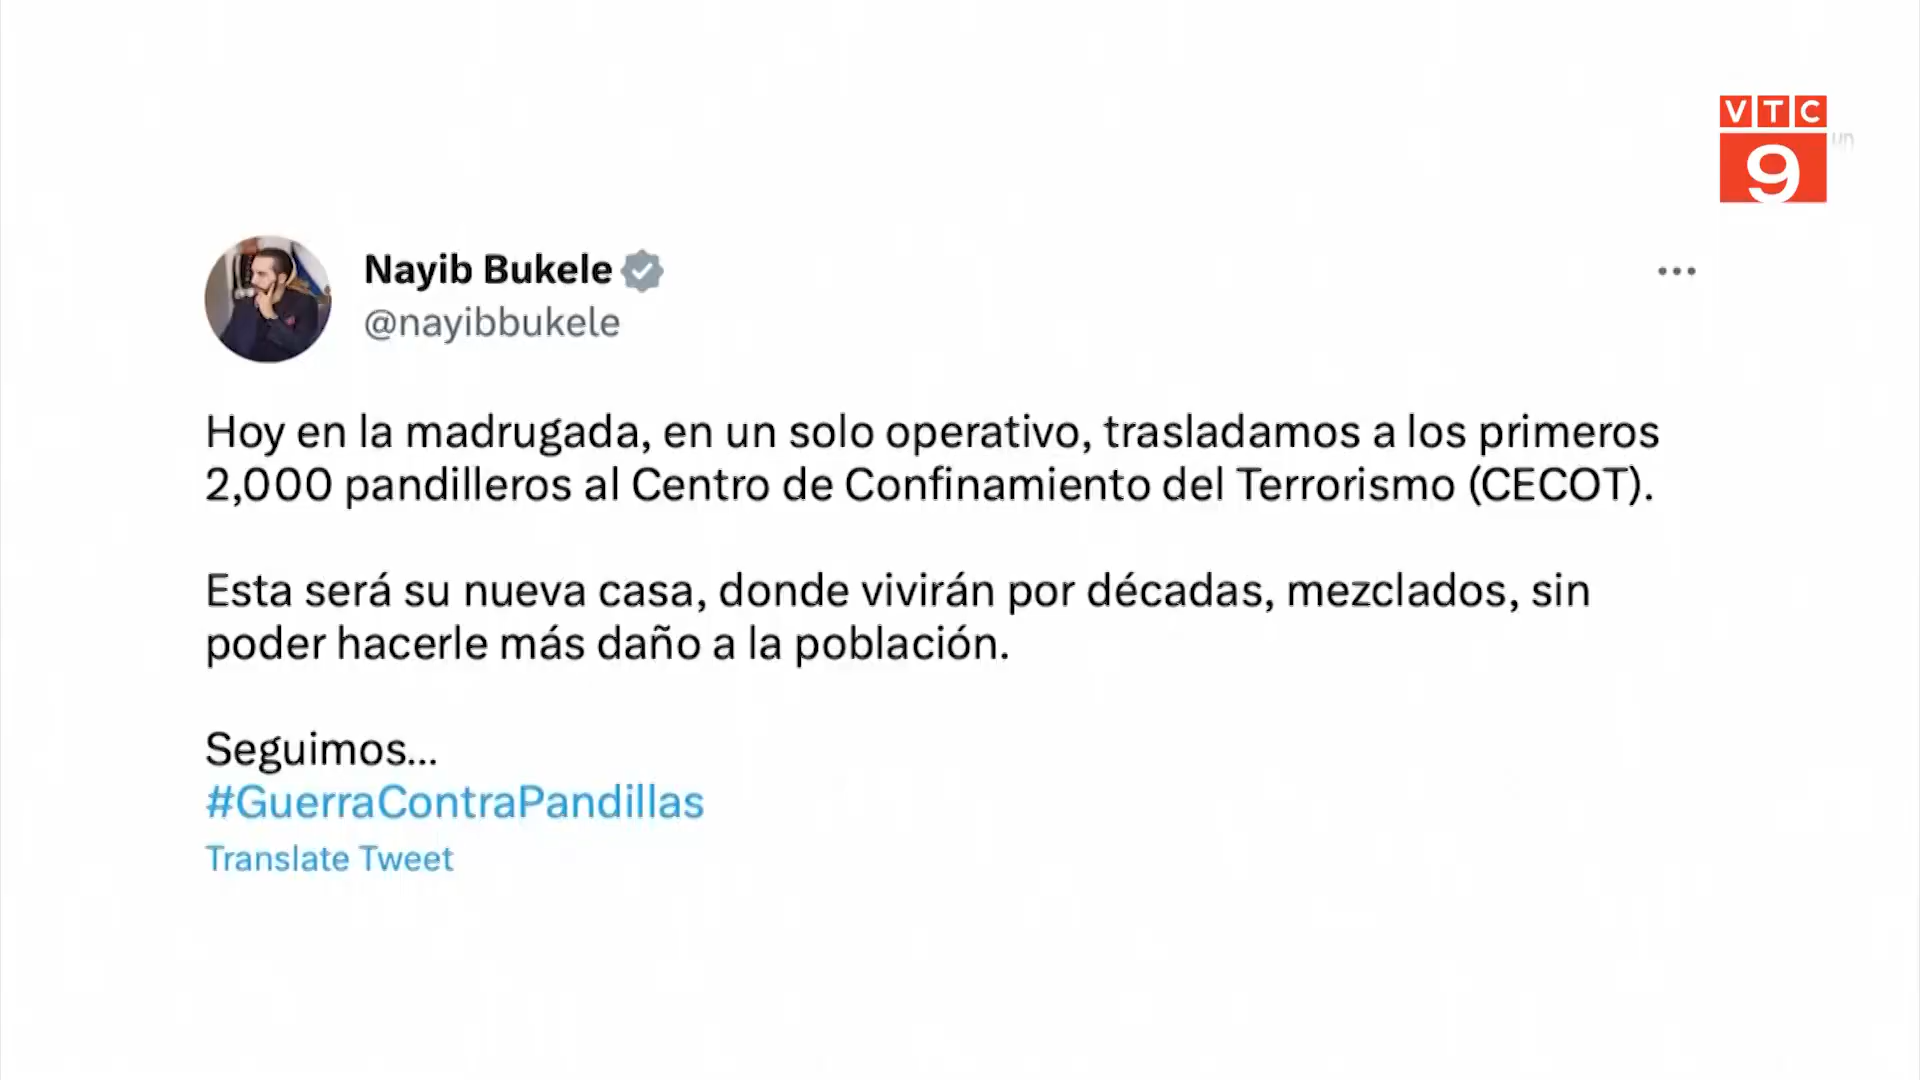 VTC
9
Nayib Bukele
@nayibbukele
Hoy en la madrugada, en un solo operativo, trasladamos a los primeros
2,000 pandilleros al Centro de Confinamiento del Terrorismo (CECOT).
Esta será su nueva casa, donde vivirán por décadas, mezclados, sin
poder hacerle más daño a la población.
Seguimos...
#GuerraContraPandillas
Translate Tweet